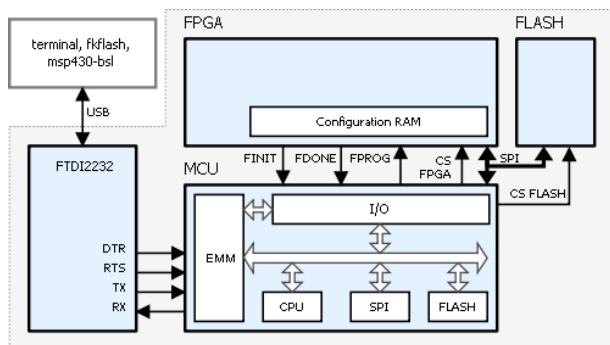 FPGA
FLASH
terminal, fkflash,
msp430-bsl
Configuration RAM
USB
FINIT
FDONE
FPROG
CS
FPGA
SPI
FTDI2232
MCU
CS FLASH
I/O
EMM
DTR
RTS
TX
RX
CPU
SPI
FLASH